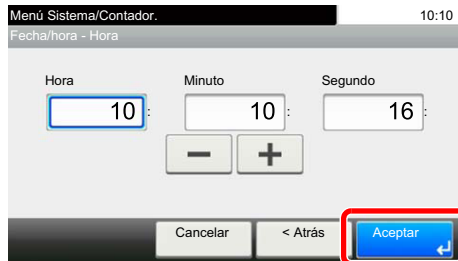 Menú Sistema/Contador. 10:10
Fecha/hora - Hora
Hora Minuto Segundo
10 : 10 : 16 :
− +
Cancelar < Atrás Aceptar